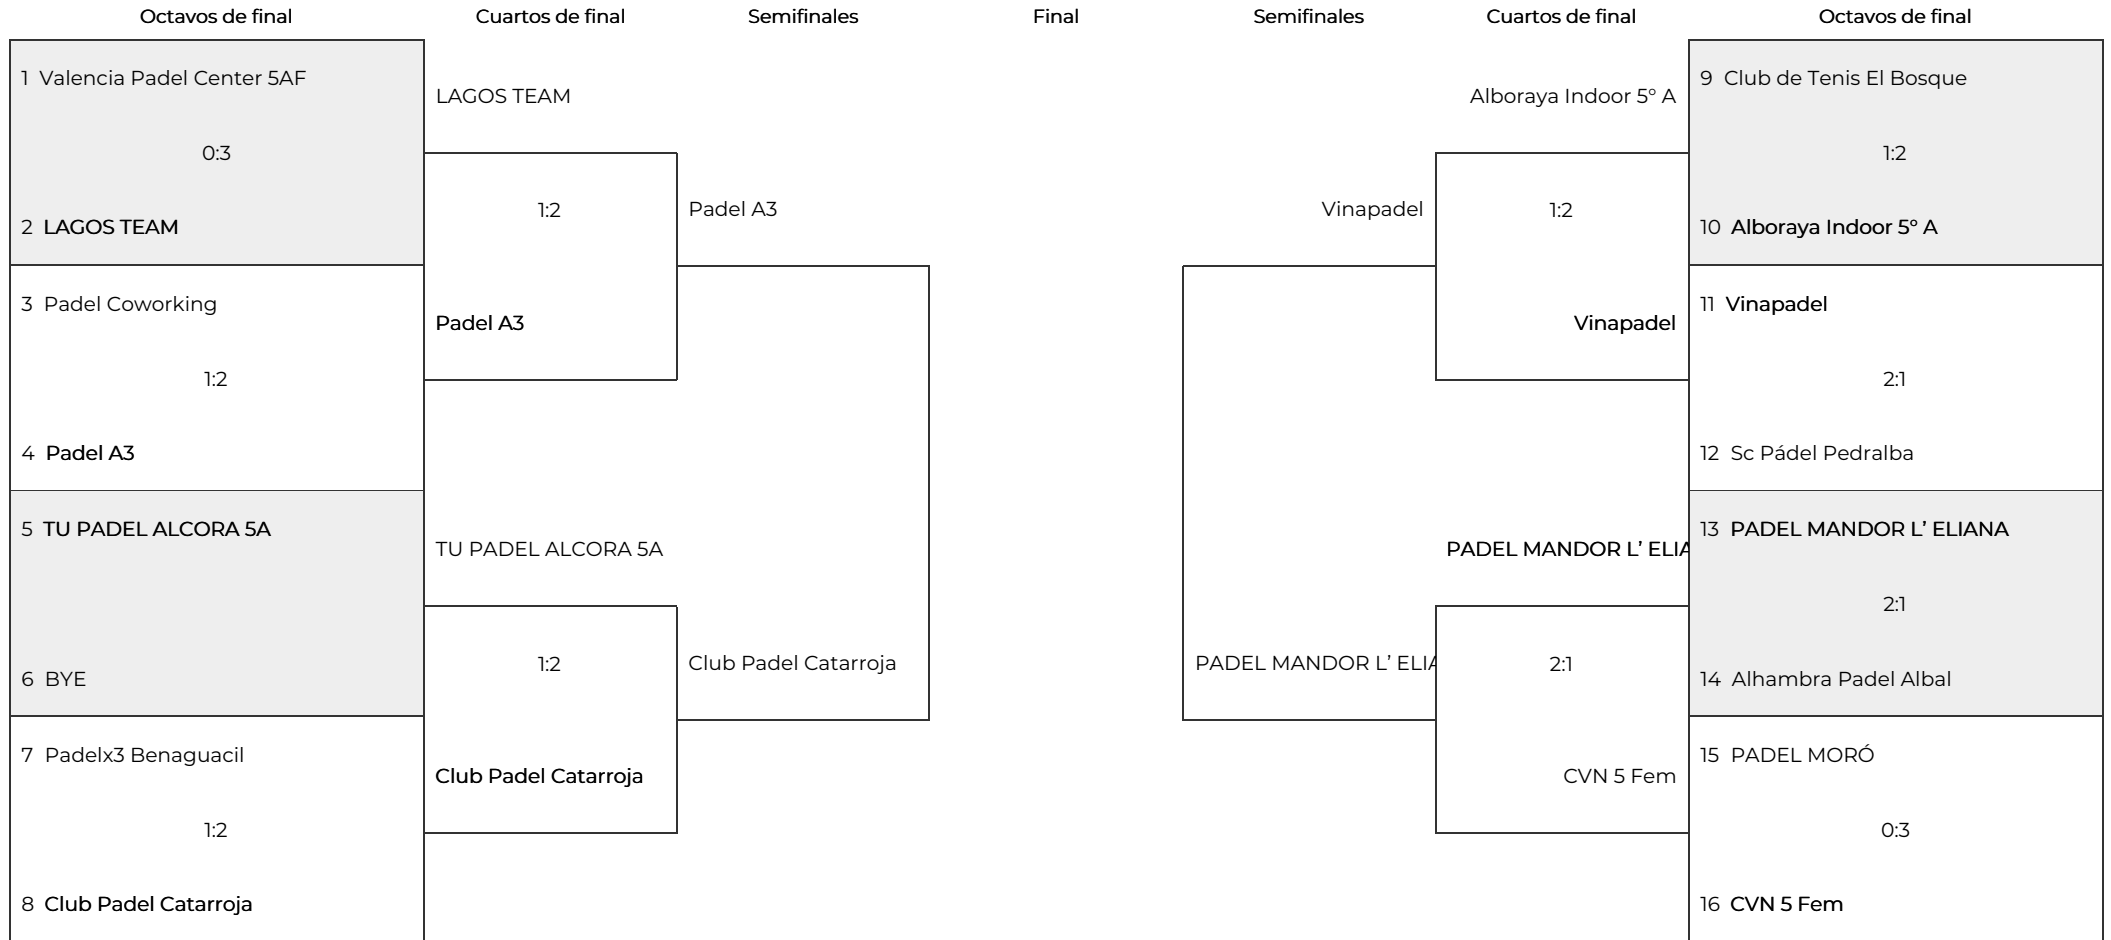 Octavos de final
Cuartos de final
Semifinales
Final
Semifinales
Cuartos de final
Octavos de final
1 Valencia Padel Center 5AF
0:3
2 LAGOS TEAM
3 Padel Coworking
1:2
4 Padel A3
5 TU PADEL ALCORA 5A
6 BYE
7 Padelx3 Benaguacil
1:2
8 Club Padel Catarroja
LAGOS TEAM
1:2
Padel A3
TU PADEL ALCORA 5A
1:2
Club Padel Catarroja
Padel A3
Club Padel Catarroja
Vinapadel
PADEL MANDOR L’ ELIA
Alboraya Indoor 5º A
1:2
Vinapadel
PADEL MANDOR L’ ELIA
2:1
CVN 5 Fem
9 Club de Tenis El Bosque
1:2
10 Alboraya Indoor 5º A
11 Vinapadel
2:1
12 Sc Pádel Pedralba
13 PADEL MANDOR L’ ELIANA
2:1
14 Alhambra Padel Albal
15 PADEL MORÓ
0:3
16 CVN 5 Fem